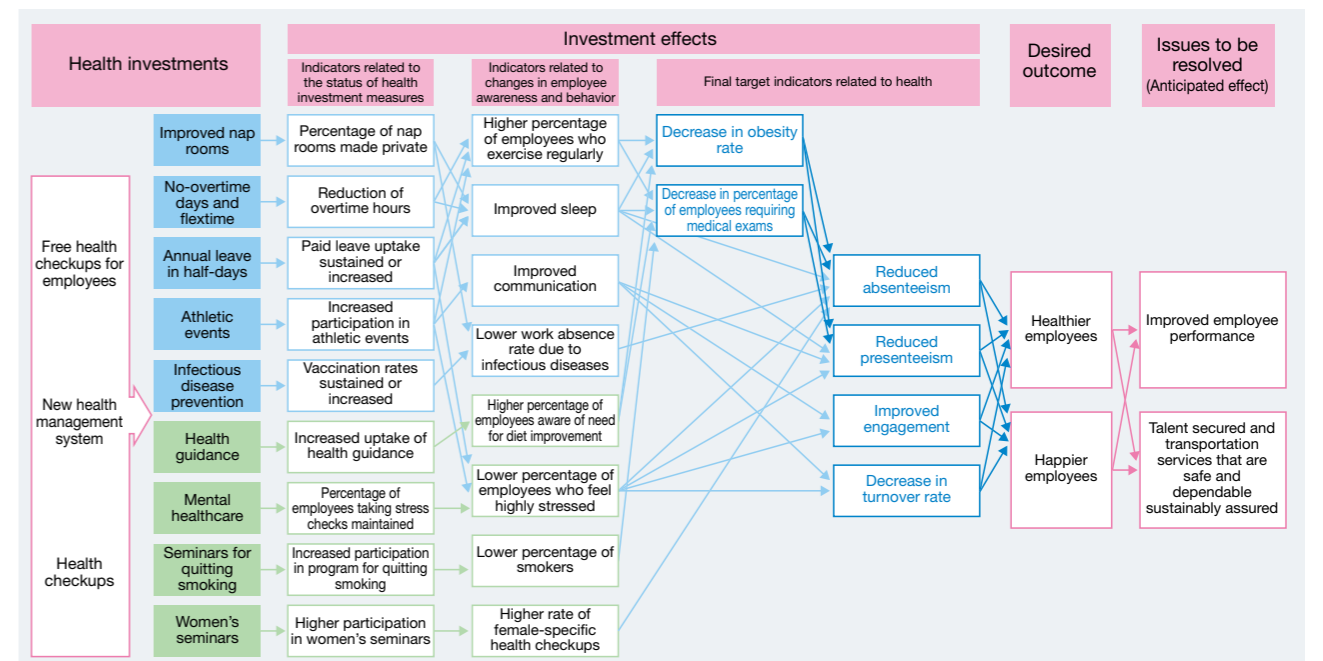 Health investments
Investment effects
Desired
outcome
Issues to be
resolved
(Anticipated effect)
Indicators related to
the status of health
investment measures
Indicators related to
changes in employee
awareness and behavior
Final target indicators related to health
Free health
checkups for
employees
New health
management
system
Health
checkups
Improved nap
rooms
No-overtime
days and
flextime
Annual leave
in half-days
Athletic
events
Infectious
disease
prevention
Health
guidance
Mental
healthcare
Seminars for
quitting
smoking
Women’s
seminars
Percentage of nap
rooms made private
Reduction of
overtime hours
Paid leave uptake
sustained or
increased
Increased
participation in
athletic events
Vaccination rates
sustained or
increased
Increased uptake of
health guidance
Percentage of
employees taking stress
checks maintained
Increased participation
in program for quitting
smoking
Higher participation
in women’s seminars
Higher percentage
of employees who
exercise regularly
Improved sleep
Improved
communication
Lower work absence
rate due to
infectious diseases
Higher percentage of
employees aware of need
for diet improvement
Lower percentage of
employees who feel
highly stressed
Lower percentage of
smokers
Higher rate of
female-specific
health checkups
Decrease in obesity
rate
Decrease in percentage
of employees requiring
medical exams
Reduced
absenteeism
Reduced
presenteeism
Improved
engagement
Decrease in
turnover rate
Healthier
employees
Happier
employees
Improved employee
performance
Talent secured and
transportation
services that are
safe and
dependable
sustainably assured